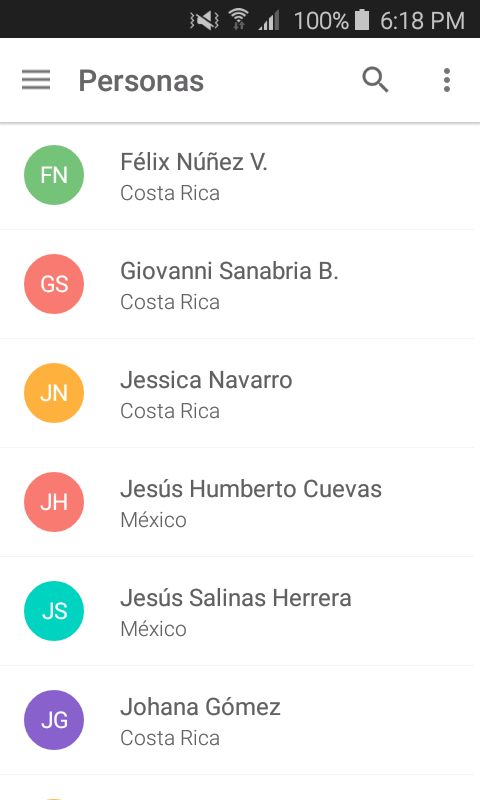 100% 6:18 PM
Personas
FN
Félix Núñez V.
Costa Rica
GS
Giovanni Sanabria B.
Costa Rica
JN
Jessica Navarro
Costa Rica
JH
Jesús Humberto Cuevas
México
JS
Jesús Salinas Herrera
México
JG
Johana Gómez
Costa Rica